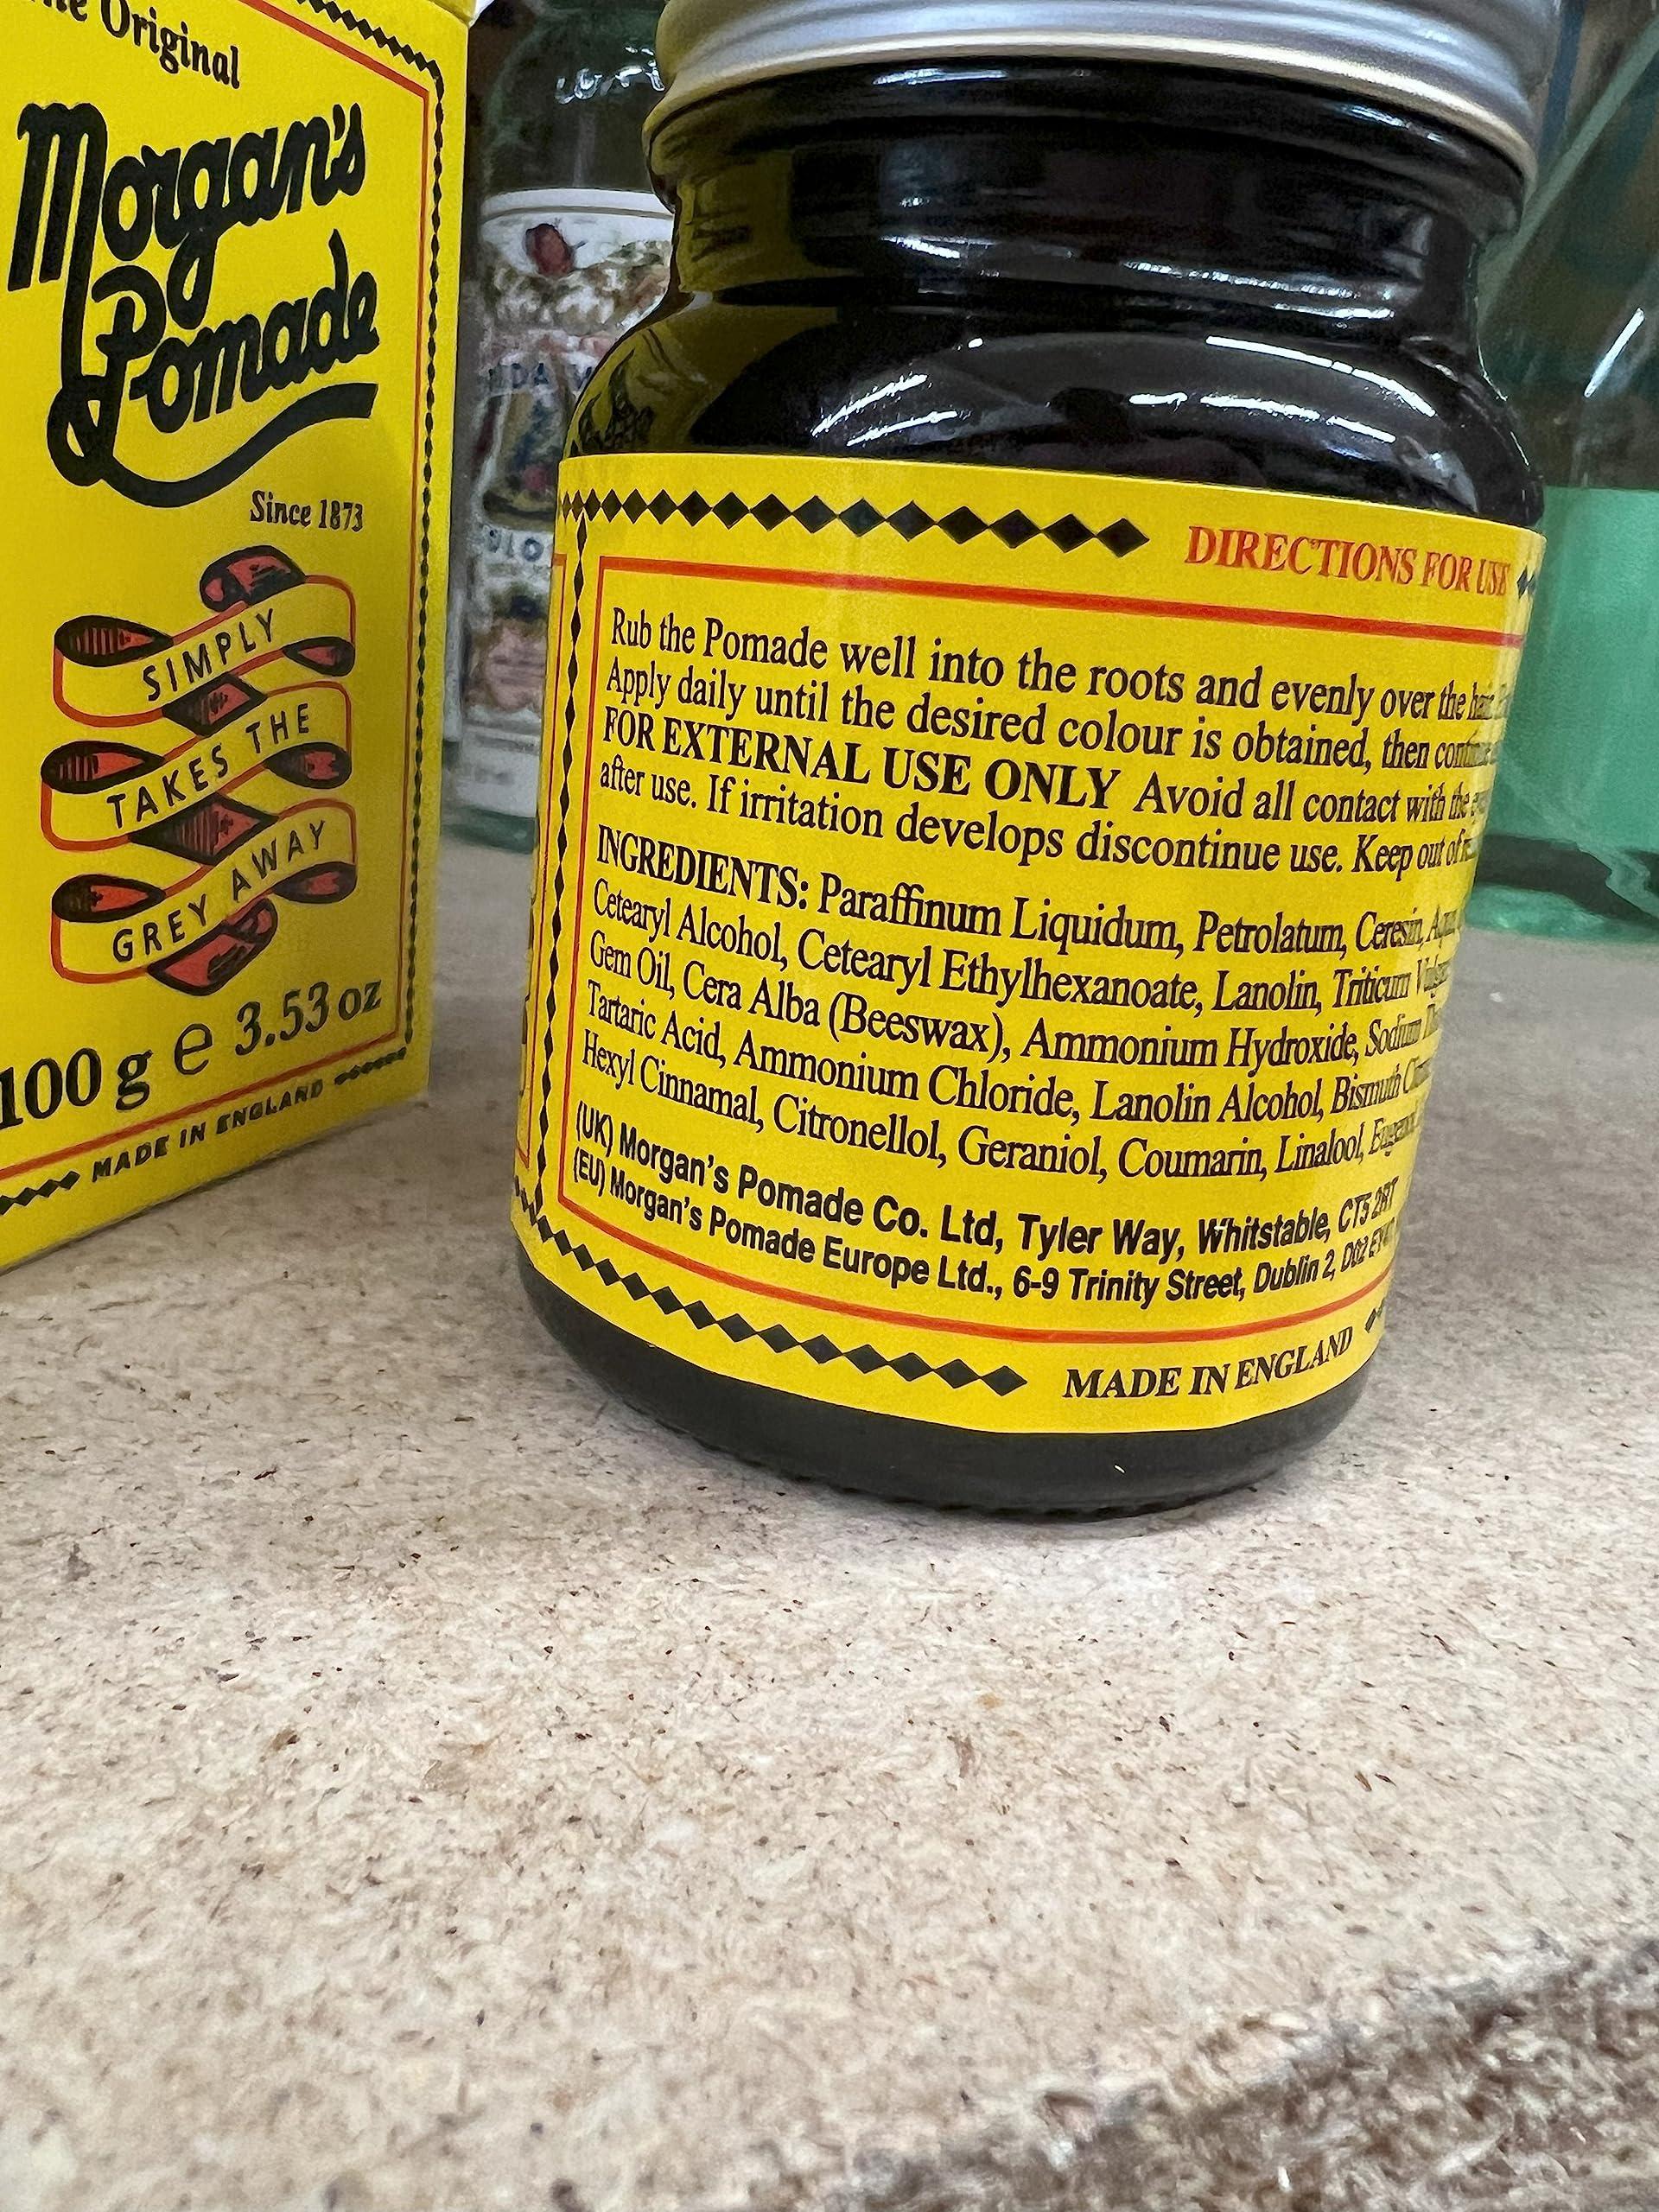 Original
Morgan's
Pomade
Since 1873
SIMPLY
TAKES THE
GREY AWAY
100 g e 3.53 oz
MADE IN ENGLAND
DIRECTIONS FOR USE
Rub the Pomade well into the roots and evenly over the
Apply daily until the desired colour is obtained, then
FOR EXTERNAL USE ONLY Avoid all contact with the
after use. If irritation develops discontinue use. Keep out of
INGREDIENTS: Paraffinum Liquidum, Petrolatum, Ceresin,
Cetearyl Alcohol, Cetearyl Ethylhexanoate, Lanolin, Triticum
Gem Oil, Cera Alba (Beeswax), Ammonium Hydroxide, Sodium
Tartaric Acid, Ammonium Chloride, Lanolin Alcohol, Bismuth
Hexyl Cinnamal, Citronellol, Geraniol, Coumarin, Linalool,
(UK) Morgan's Pomade Co. Ltd, Tyler Way, Whitstable, CT5 2RT
(EU) Morgan's Pomade Europe Ltd., 6-9 Trinity Street, Dublin 2, D02
MADE IN ENGLAND